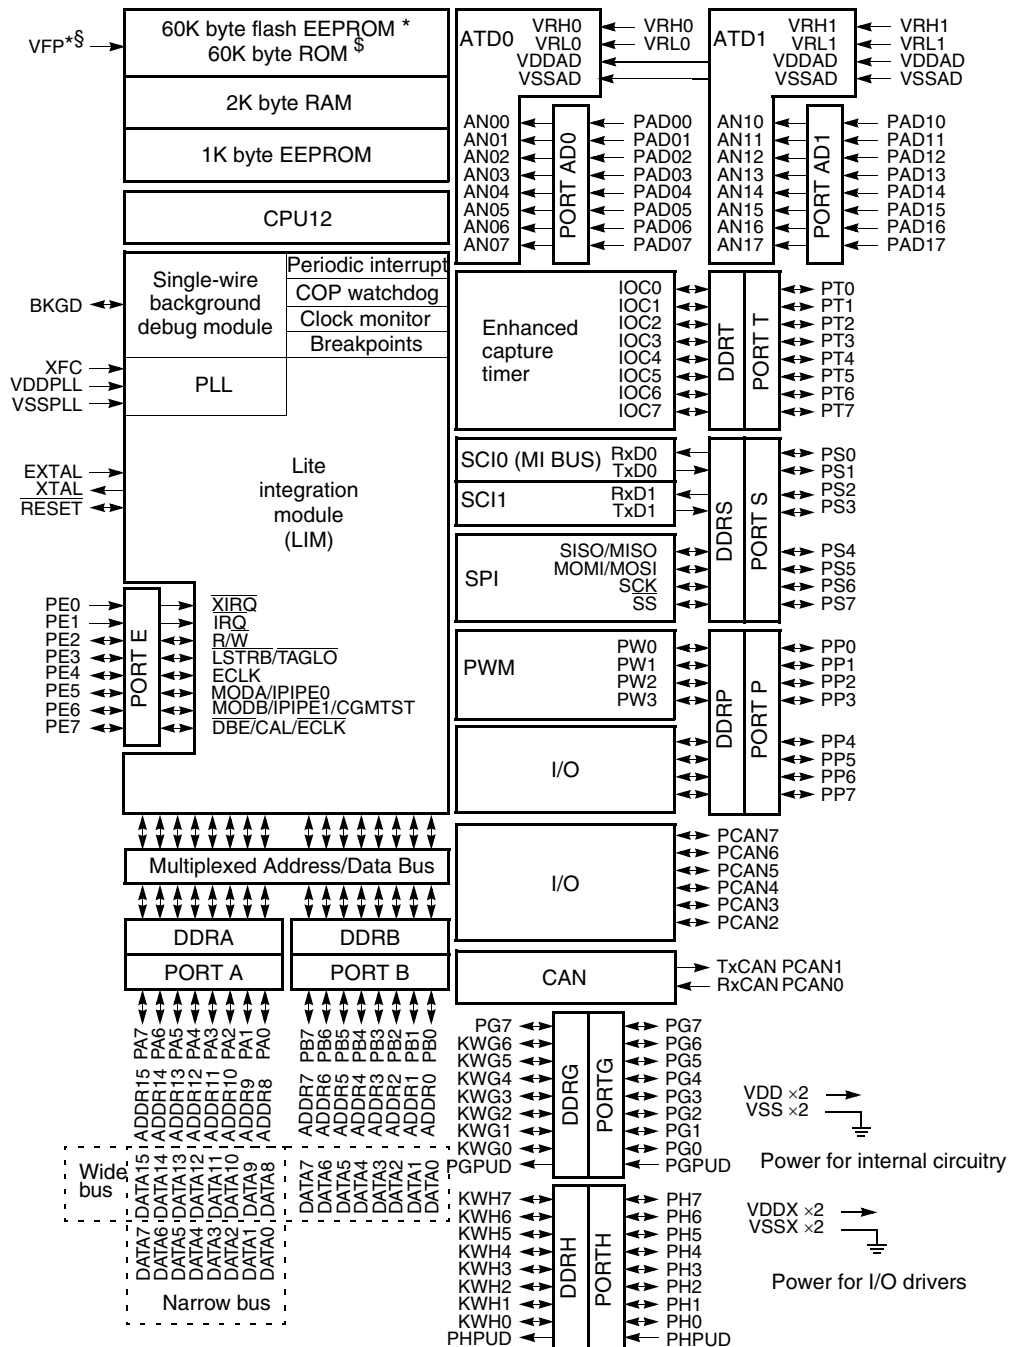 VFP*§
60K byte flash EEPROM *
60K byte ROM $
2K byte RAM
1K byte EEPROM
CPU12
BKGD
Single-wire
background
debug module
Periodic interrupt
COP watchdog
Clock monitor
Breakpoints
XFC
VDDPLL
VSSPLL
PLL
EXTAL
XTAL
RESET
Lite
integration
module
(LIM)
PE0
PE1
PE2
PE3
PE4
PE5
PE6
PE7
PORT E
XIRQ
IRQ
R/W
LSTRB/TAGLO
ECLK
MODA/IPIPE0
MODB/IPIPE1/CGMTST
DBE/CAL/ECLK
Multiplexed Address/Data Bus
DDRA
DDRB
PORT A
PORT B
PA7
PA6
PA5
PA4
PA3
PA2
PA1
PA0
PB7
PB6
PB5
PB4
PB3
PB2
PB1
PB0
ADDR15
ADDR14
ADDR13
ADDR12
ADDR11
ADDR10
ADDR9
ADDR8
ADDR7
ADDR6
ADDR5
ADDR4
ADDR3
ADDR2
ADDR1
ADDR0
Wide
bus
DATA15
DATA14
DATA13
DATA12
DATA11
DATA10
DATA9
DATA8
DATA7
DATA6
DATA5
DATA4
DATA3
DATA2
DATA1
DATA0
DATA7
DATA6
DATA5
DATA4
DATA3
DATA2
DATA1
DATA0
Narrow bus
ATD0
VRH0
VRL0
VDDAD
VSSAD
VRH0
VRL0
AN00
AN01
AN02
AN03
AN04
AN05
AN06
AN07
PORT AD0
PAD00
PAD01
PAD02
PAD03
PAD04
PAD05
PAD06
PAD07
ATD1
VRH1
VRL1
VDDAD
VSSAD
VRH1
VRL1
VDDAD
VSSAD
AN10
AN11
AN12
AN13
AN14
AN15
AN16
AN17
PORT AD1
PAD10
PAD11
PAD12
PAD13
PAD14
PAD15
PAD16
PAD17
Enhanced
capture
timer
IOC0
IOC1
IOC2
IOC3
IOC4
IOC5
IOC6
IOC7
DDRT
PORT T
PT0
PT1
PT2
PT3
PT4
PT5
PT6
PT7
SCI0 (MI BUS)
RxD0
TxD0
SCI1
RxD1
TxD1
SPI
SISO/MISO
MOMI/MOSI
SCK
SS
DDRS
PORT S
PS0
PS1
PS2
PS3
PS4
PS5
PS6
PS7
PWM
PW0
PW1
PW2
PW3
I/O
DDRP
PORT P
PP0
PP1
PP2
PP3
PP4
PP5
PP6
PP7
I/O
PCAN7
PCAN6
PCAN5
PCAN4
PCAN3
PCAN2
CAN
TxCAN PCAN1
RxCAN PCAN0
PG7
KWG6
KWG5
KWG4
KWG3
KWG2
KWG1
KWG0
PGPUD
DDRG
PORTG
PG7
PG6
PG5
PG4
PG3
PG2
PG1
PG0
PGPUD
KWH7
KWH6
KWH5
KWH4
KWH3
KWH2
KWH1
KWH0
PHPUD
DDRH
PORTH
PH7
PH6
PH5
PH4
PH3
PH2
PH1
PH0
PHPUD
VDD ×2
VSS ×2
Power for internal circuitry
VDDX ×2
VSSX ×2
Power for I/O drivers